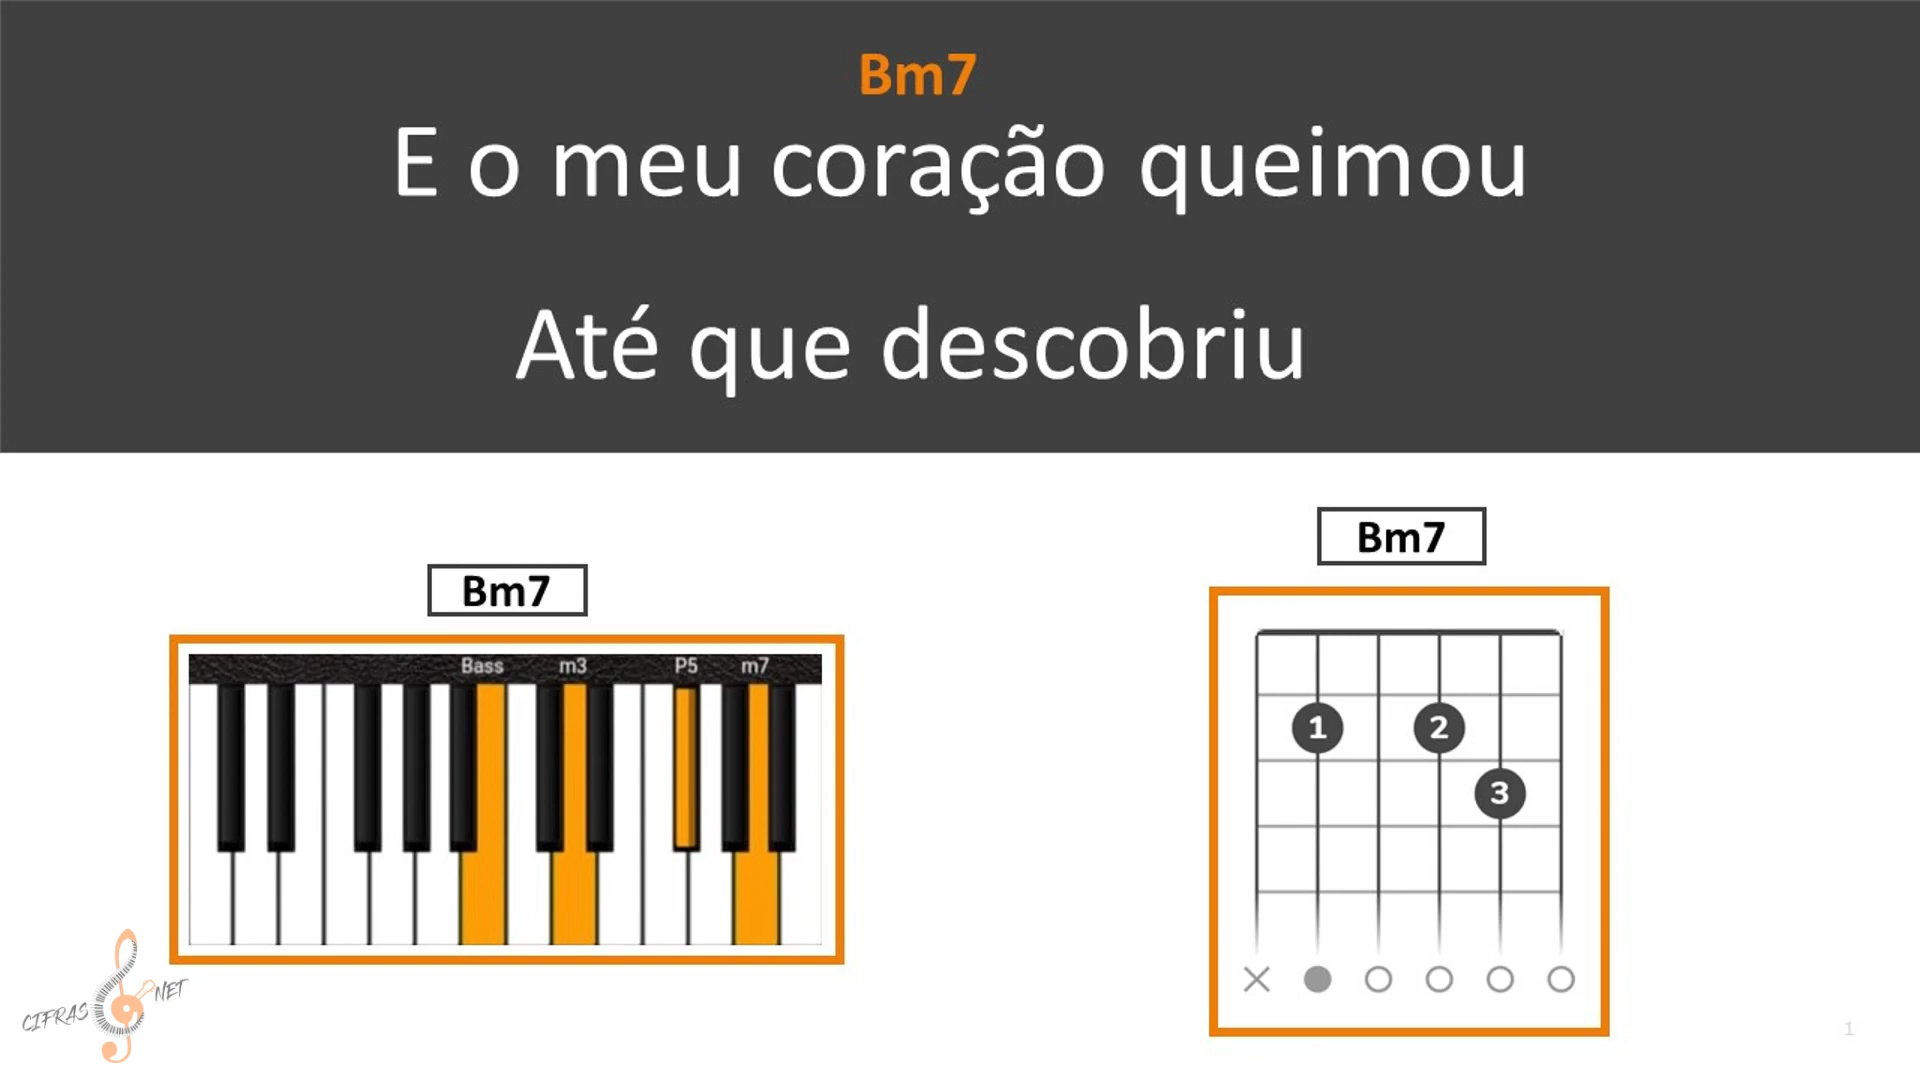 Bm7
E o meu coração queimou
Até que descobriu
Bm7
Bass m3 P5 m7
Bm7
1 2
3
CIFRAS NET
1